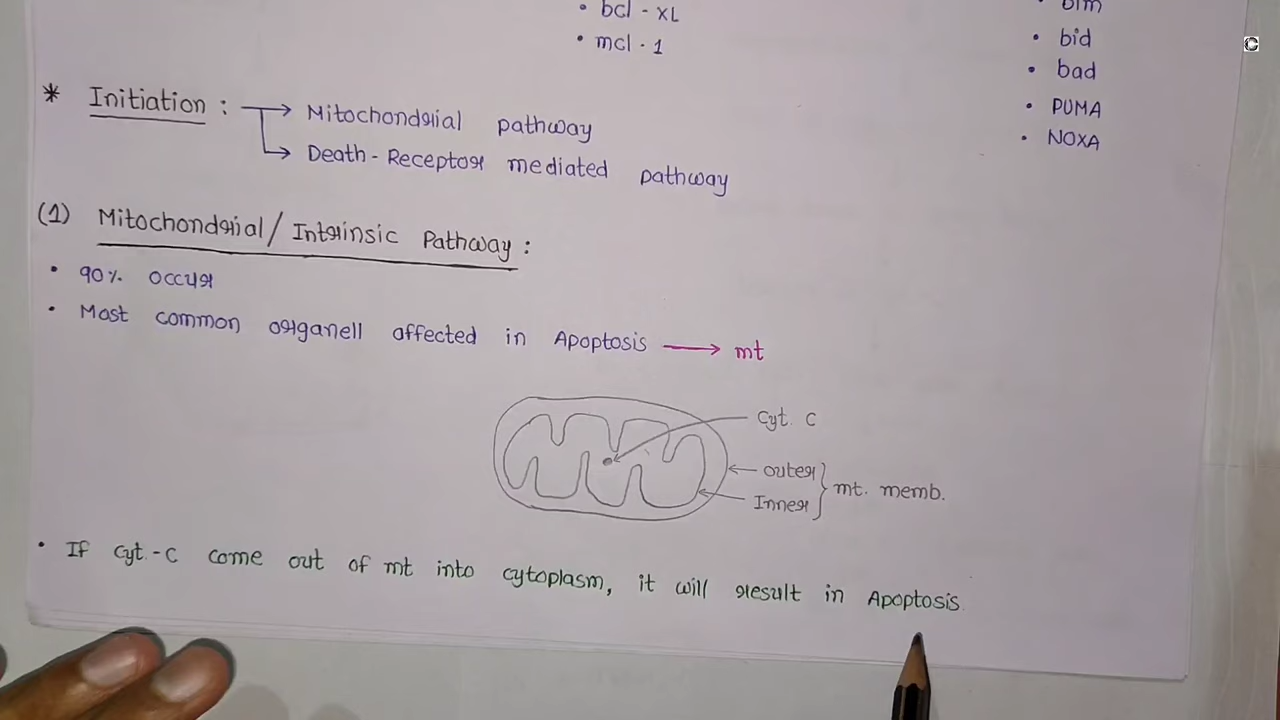 • bcl - XL
• mcl - 1
• bim
• bid
• bad
• PUMA
• NOXA
* Initiation : → Mitochondrial pathway
→ Death - Receptor mediated pathway
(1) Mitochondrial / Intrinsic Pathway :
• 90% occur
• Most common organell affected in Apoptosis → mt
Cyt. C
outer
Inner } mt. memb.
• If Cyt. - C come out of mt into cytoplasm, it will result in Apoptosis.